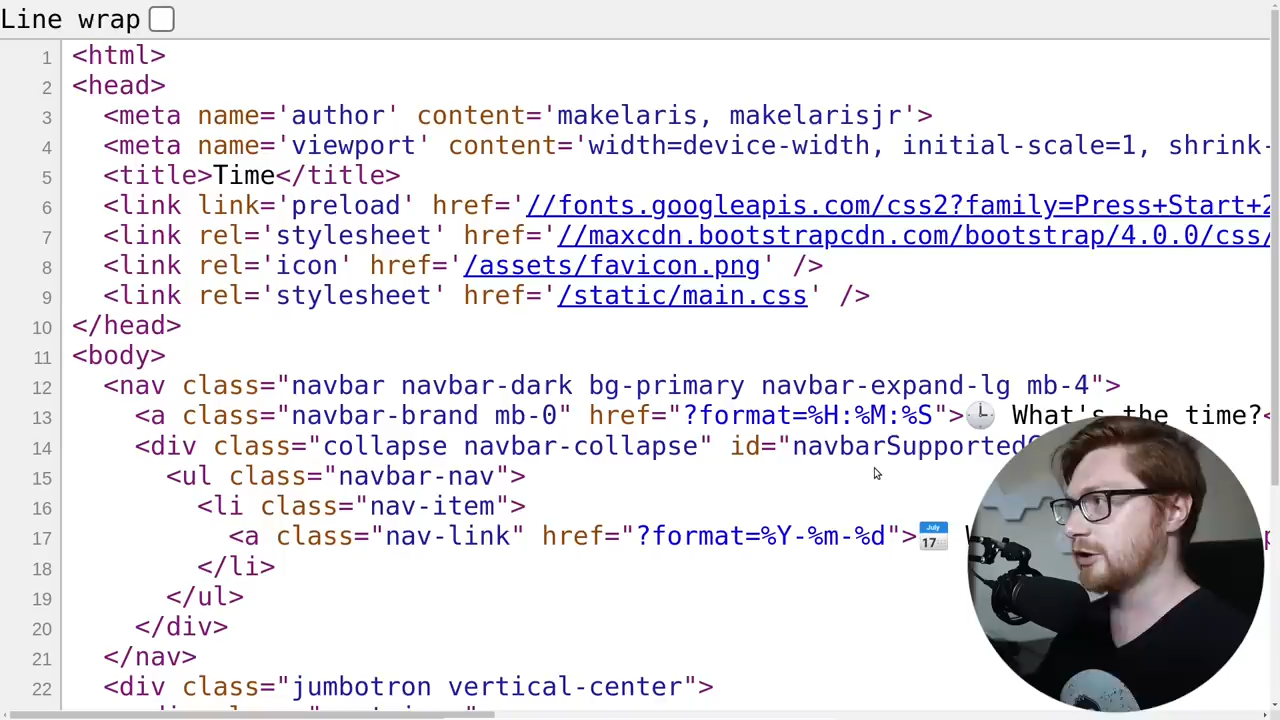 Line wrap
1 <html>
2 <head>
3 <meta name='author' content='makelaris, makelarisjr'>
4 <meta name='viewport' content='width=device-width, initial-scale=1, shrink-
5 <title>Time</title>
6 <link link='preload' href='//fonts.googleapis.com/css2?family=Press+Start+2
7 <link rel='stylesheet' href='//maxcdn.bootstrapcdn.com/bootstrap/4.0.0/css/
8 <link rel='icon' href='/assets/favicon.png' />
9 <link rel='stylesheet' href='/static/main.css' />
10 </head>
11 <body>
12 <nav class="navbar navbar-dark bg-primary navbar-expand-lg mb-4">
13 <a class="navbar-brand mb-0" href="?format=%H:%M:%S">🕒 What's the time?<
14 <div class="collapse navbar-collapse" id="navbarSupported
15 <ul class="navbar-nav">
16 <li class="nav-item">
17 <a class="nav-link" href="?format=%Y-%m-%d">📅
18 </li>
19 </ul>
20 </div>
21 </nav>
22 <div class="jumbotron vertical-center">